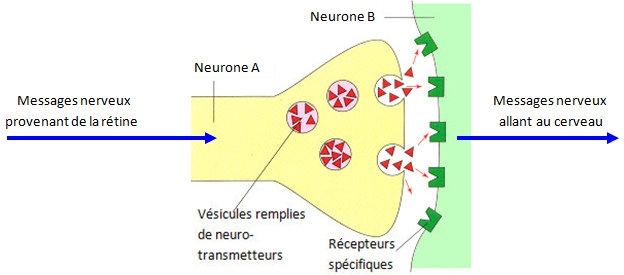 Neurone B
Neurone A
Messages nerveux
provenant de la rétine
Messages nerveux
allant au cerveau
Vésicules remplies
de neuro-
transmetteurs
Récepteurs
spécifiques